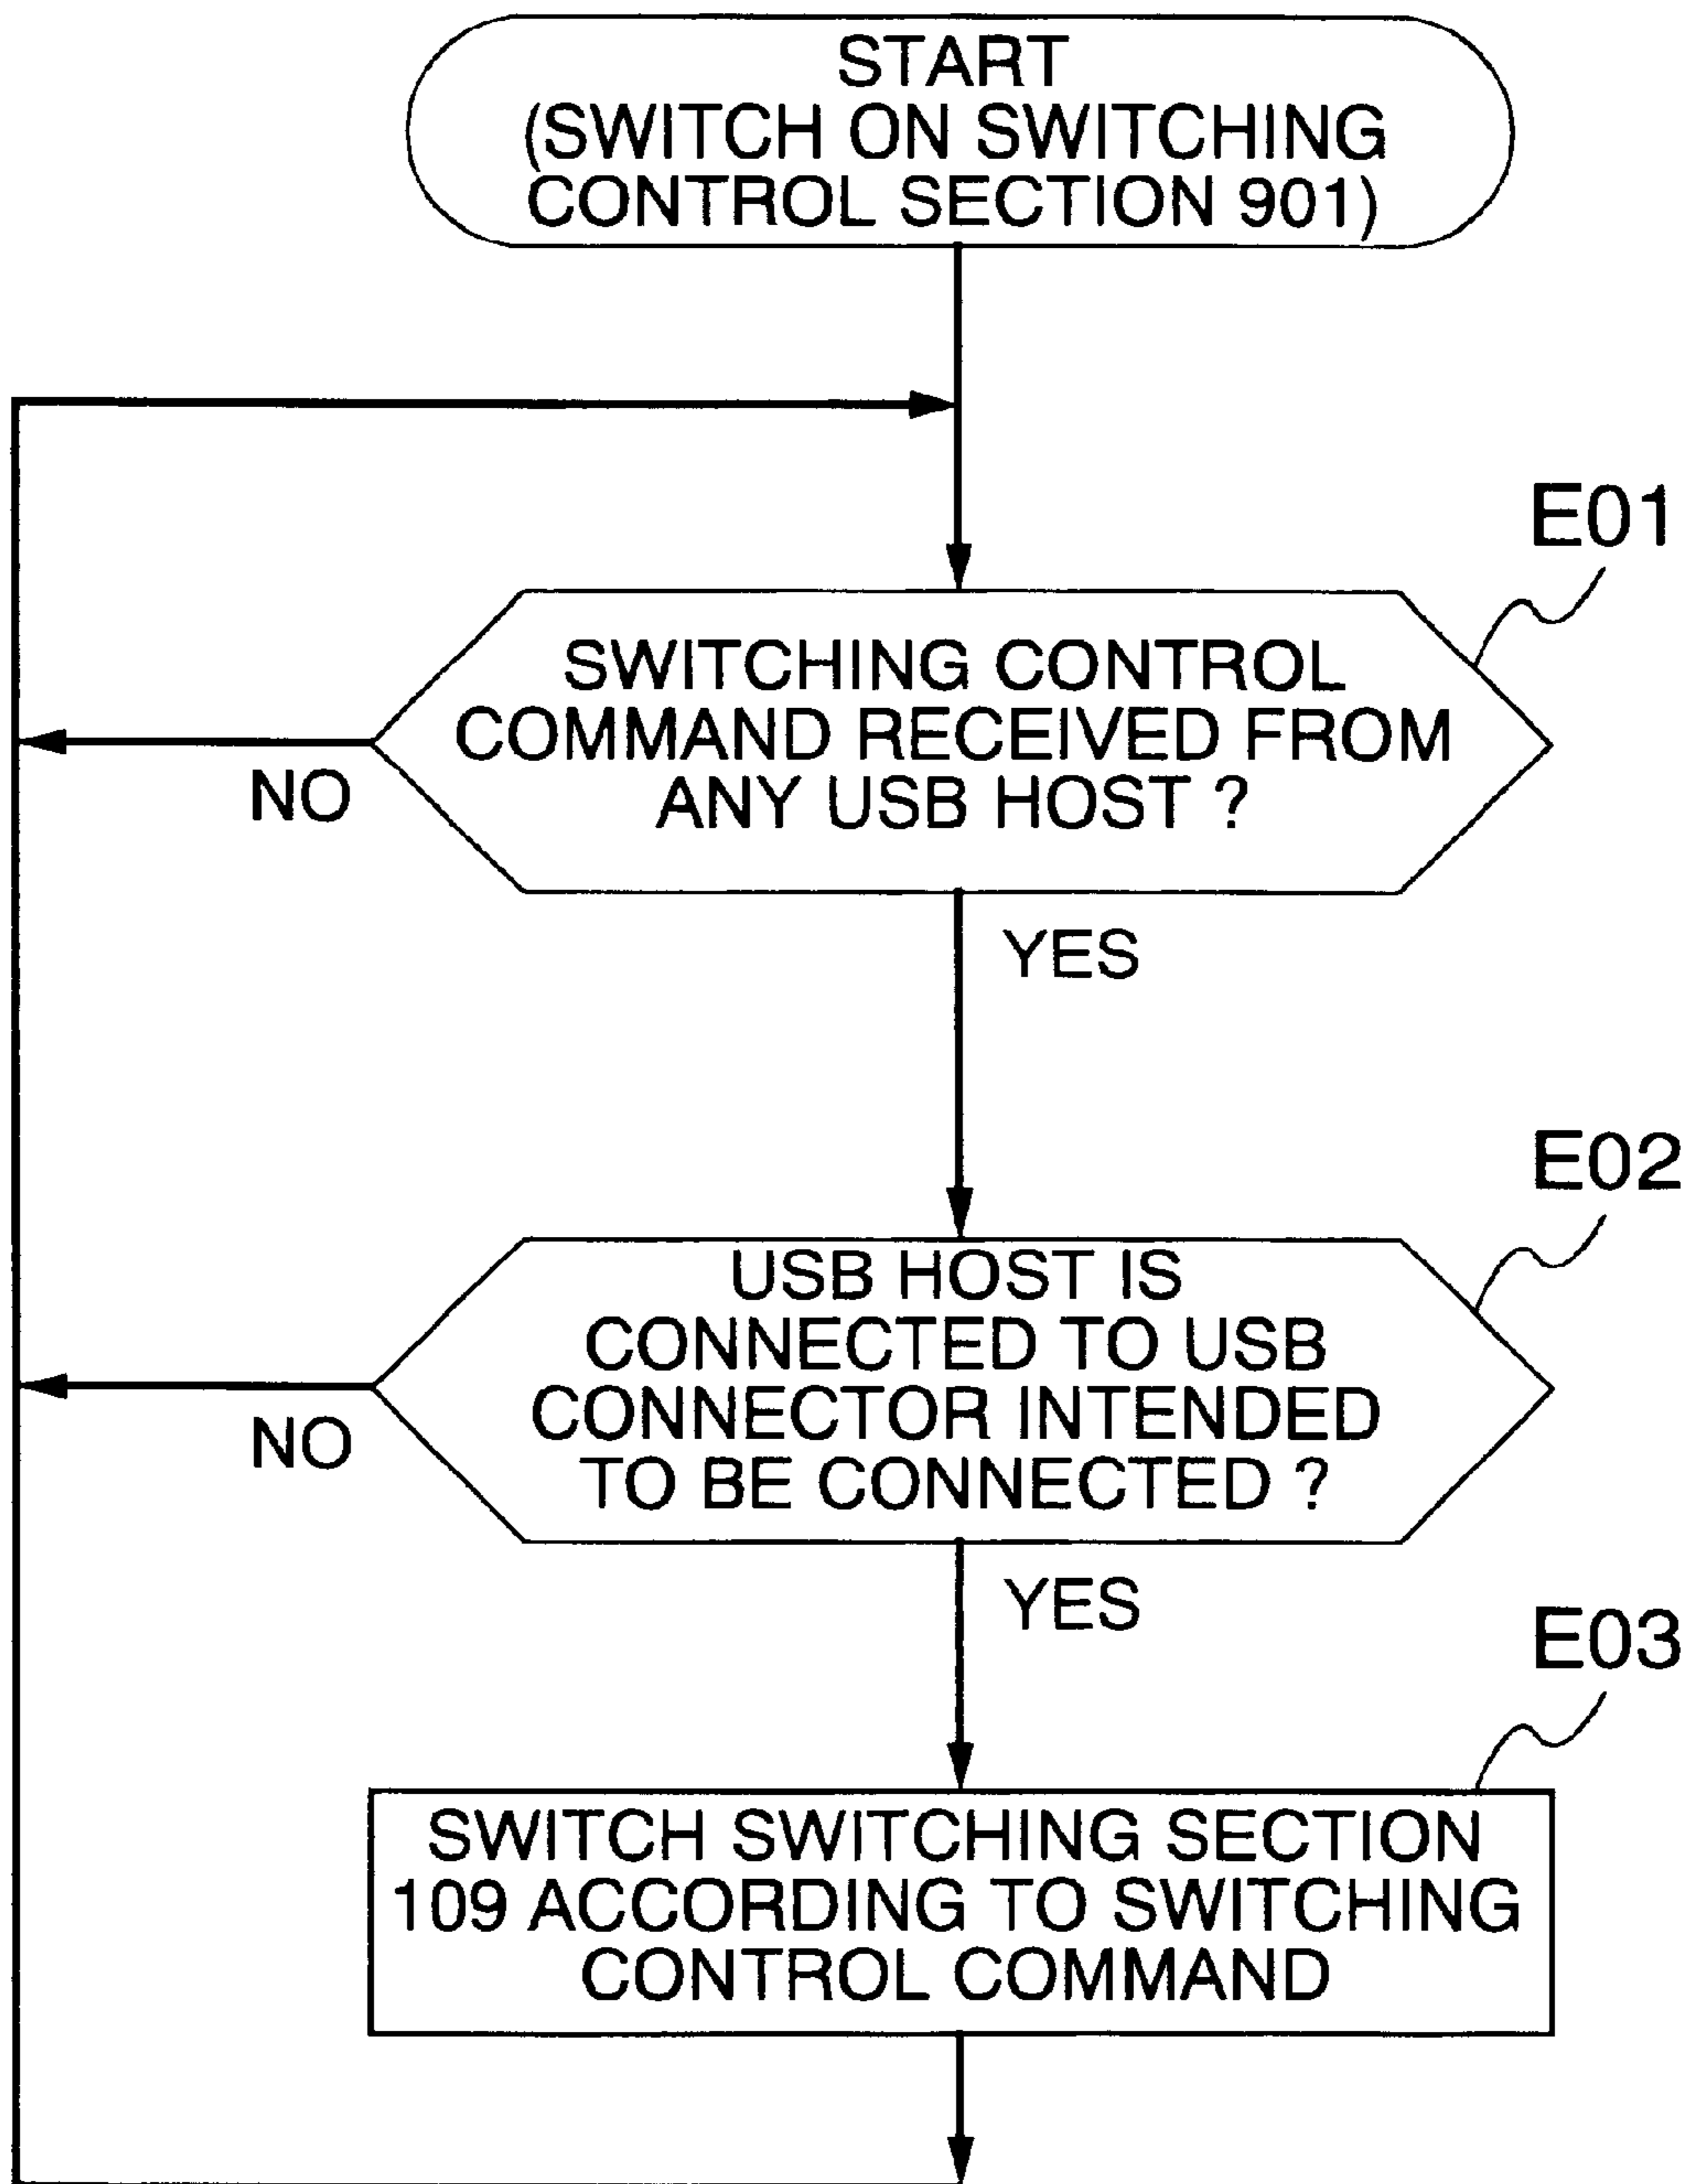 START
(SWITCH ON SWITCHING
CONTROL SECTION 901)
E01
SWITCHING CONTROL
COMMAND RECEIVED FROM
ANY USB HOST ?
NO
YES
E02
USB HOST IS
CONNECTED TO USB
CONNECTOR INTENDED
TO BE CONNECTED ?
NO
YES
E03
SWITCH SWITCHING SECTION
109 ACCORDING TO SWITCHING
CONTROL COMMAND